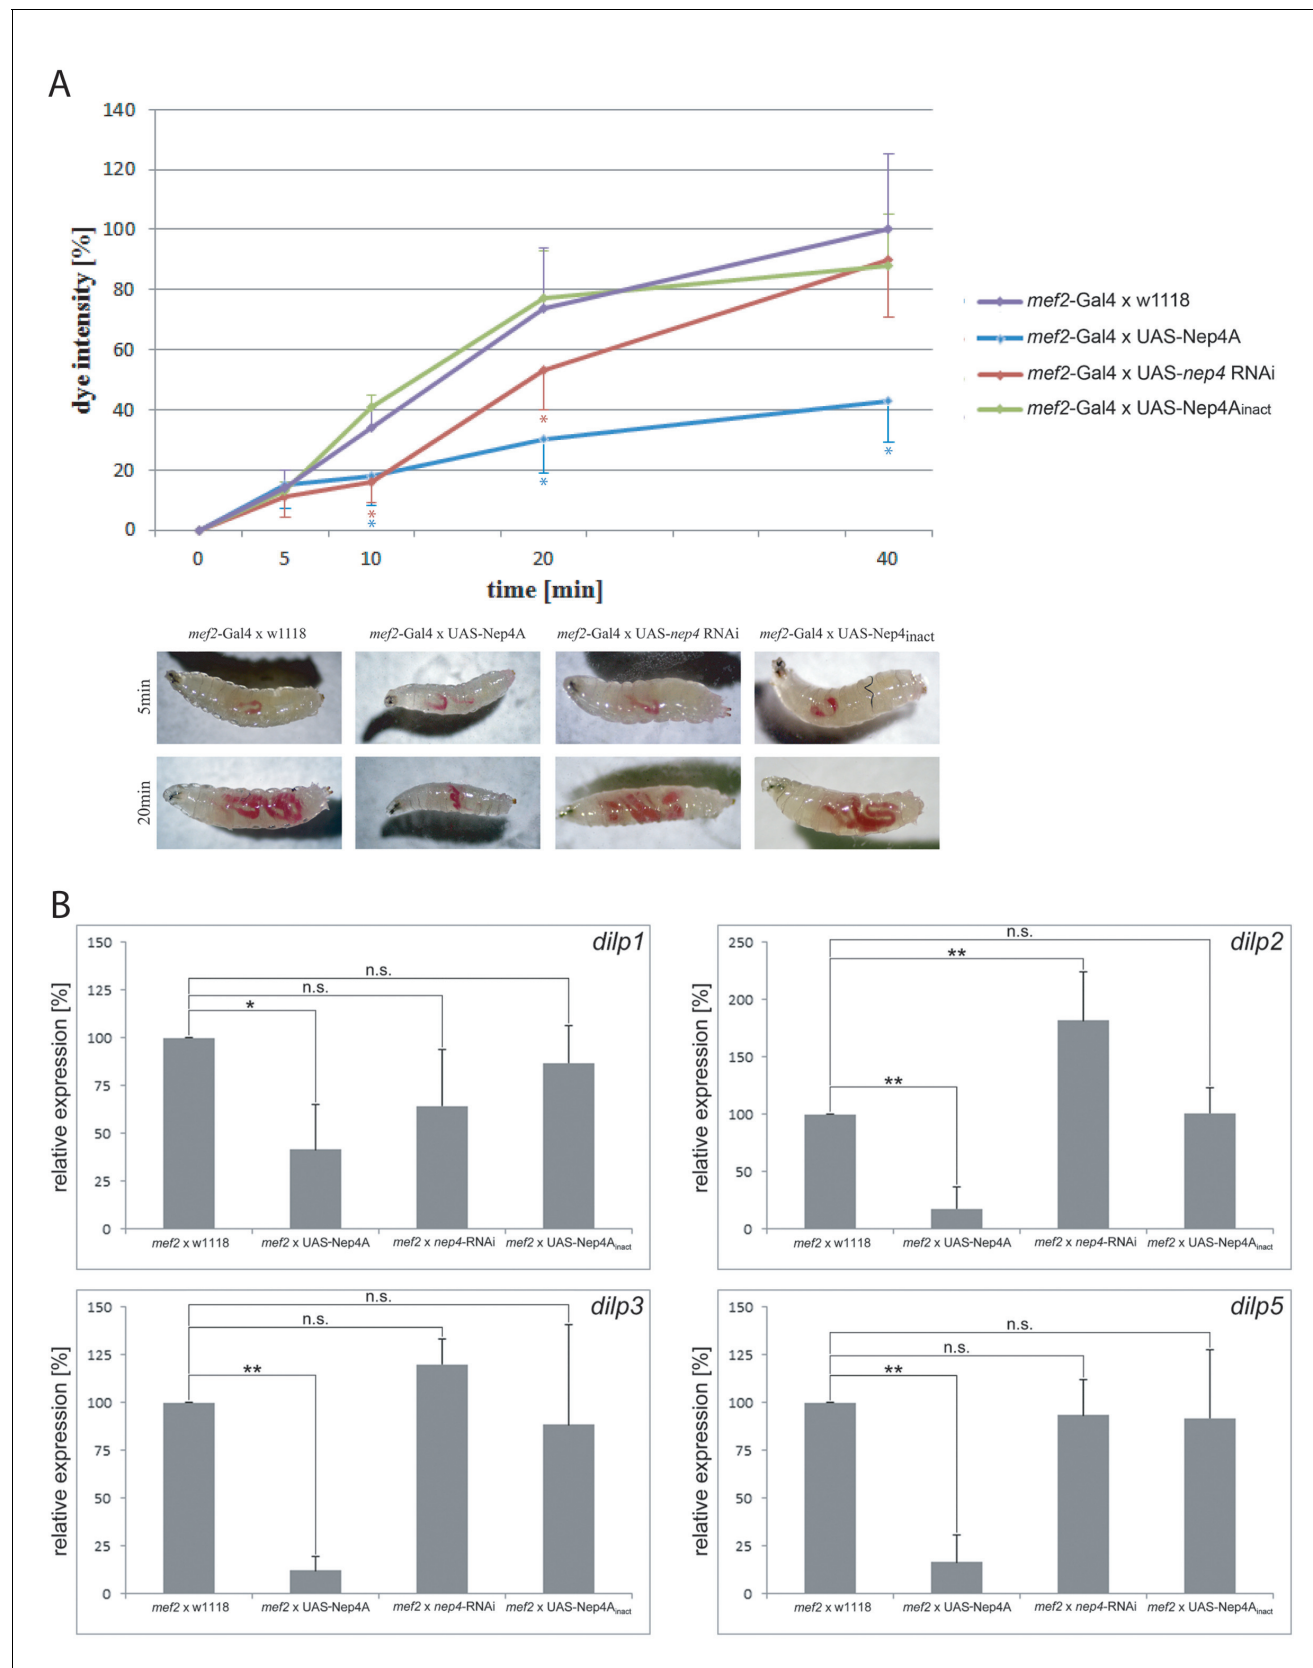 A
140
120
100
80
60
40
20
0
dye intensity [%]
0 5 10 20 40
time [min]
* * * * *
mef2-Gal4 x w1118
mef2-Gal4 x UAS-Nep4A
mef2-Gal4 x UAS-nep4 RNAi
mef2-Gal4 x UAS-Nep4Ainact
mef2-Gal4 x w1118 mef2-Gal4 x UAS-Nep4A mef2-Gal4 x UAS-nep4 RNAi mef2-Gal4 x UAS-Nep4inact
5min
20min
B
dilp1
relative expression [%]
150
125
100
75
50
25
0
n.s.
n.s.
*
mef2 x w1118 mef2 x UAS-Nep4A mef2 x nep4-RNAi mef2 x UAS-Nep4Ainact
dilp2
relative expression [%]
250
200
150
100
50
0
n.s.
**
**
mef2 x w1118 mef2 x UAS-Nep4A mef2 x nep4-RNAi mef2 x UAS-Nep4Ainact
dilp3
relative expression [%]
150
125
100
75
50
25
0
n.s.
n.s.
**
mef2 x w1118 mef2 x UAS-Nep4A mef2 x nep4-RNAi mef2 x UAS-Nep4Ainact
dilp5
relative expression [%]
150
125
100
75
50
25
0
n.s.
n.s.
**
mef2 x w1118 mef2 x UAS-Nep4A mef2 x nep4-RNAi mef2 x UAS-Nep4Ainact